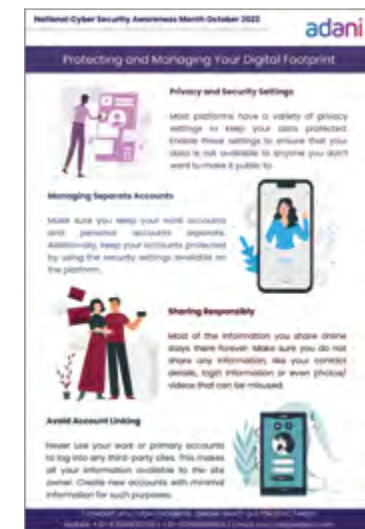 National Cyber Security Awareness Month October 2023
adani
Protecting and Managing Your Digital Footprint
Privacy and Security Settings
Most platforms have a variety of privacy
settings to keep your data protected.
Enable these settings to ensure that your
data is not available to anyone you don't
want to make it public to.
Managing Separate Accounts
Make sure you keep your work accounts
and personal accounts separate.
Additionally, keep your accounts protected
by using the security settings available on
the platform.
Sharing Responsibly
Most of the information you share online
stays there forever. Make sure you do not
share any information, like your contact
details, login information or even photos/
videos that can be misused.
Avoid Account Linking
Never use your work or primary accounts
to log into any third-party sites. This makes
all your information available to the site
owner. Create new accounts with minimal
information for such purposes.